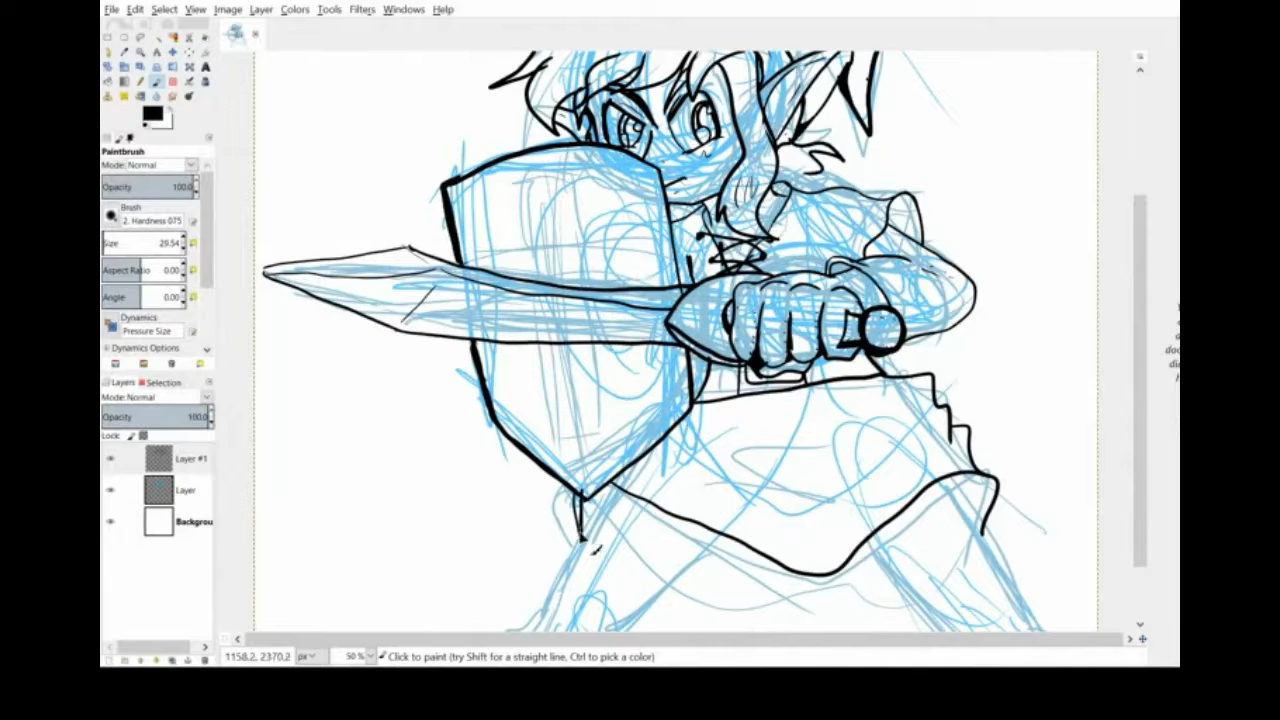 File Edit Select View Image Layer Colors Tools Filters Windows Help
Paintbrush
Mode: Normal
Opacity 100.0
Brush
2. Hardness 075
Size 29.54
Aspect Ratio 0.00
Angle 0.00
Dynamics
Pressure Size
Dynamics Options
Layers Selection
Mode: Normal
Opacity 100.0
Lock:
Layer #1
Layer
Backgrou
1158.2, 2370.2 px 50 % Click to paint (try Shift for a straight line, Ctrl to pick a color)